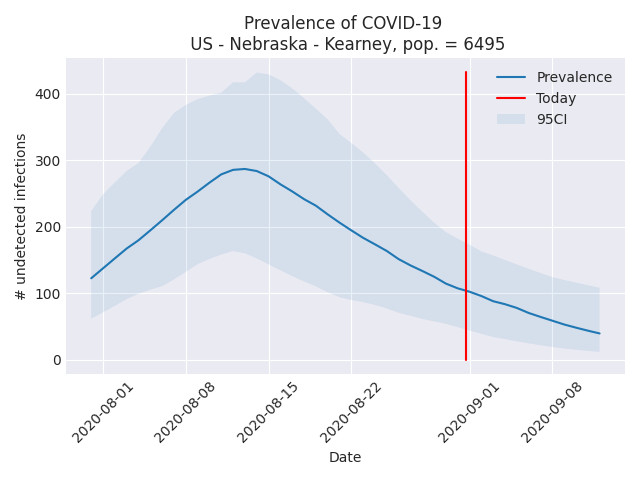 Prevalence of COVID-19
US - Nebraska - Kearney, pop. = 6495
Prevalence
Today
95CI
400
300
200
100
0
# undetected infections
2020-08-01
2020-08-08
2020-08-15
2020-08-22
2020-09-01
2020-09-08
Date